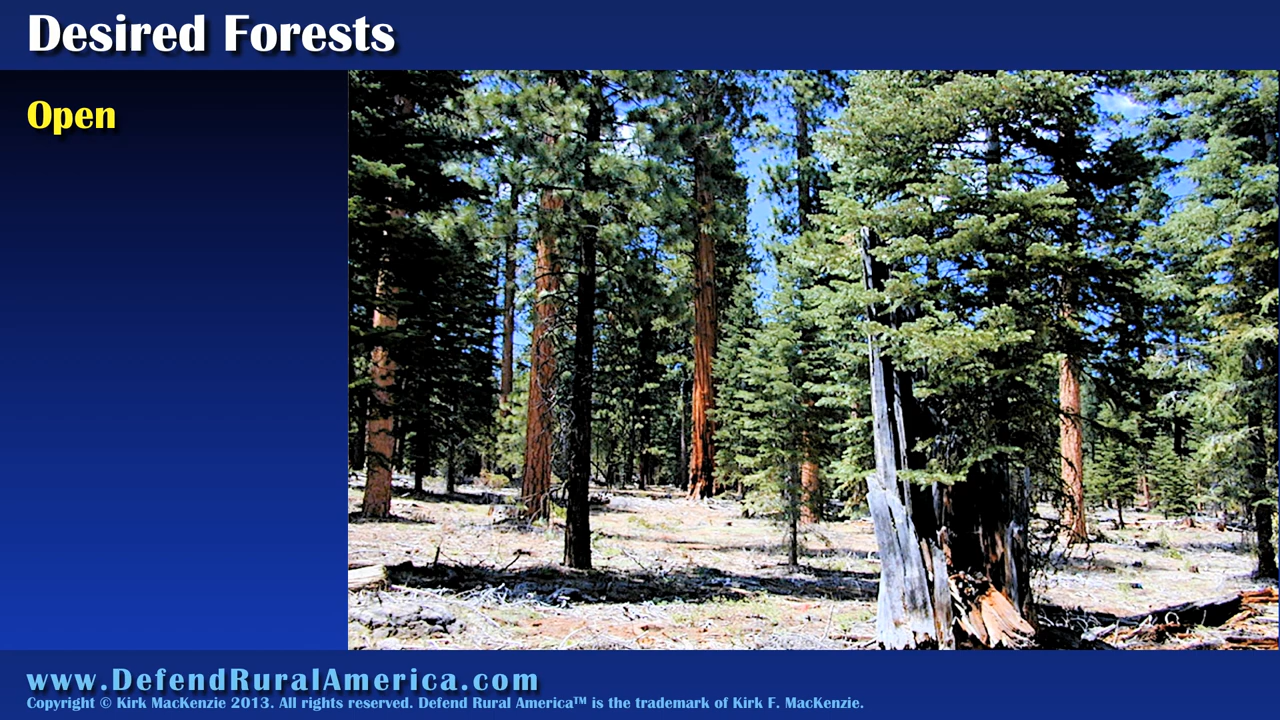 Desired Forests
Open
www.DefendRuralAmerica.com
Copyright © Kirk MacKenzie 2013. All rights reserved. Defend Rural America™ is the trademark of Kirk F. MacKenzie.